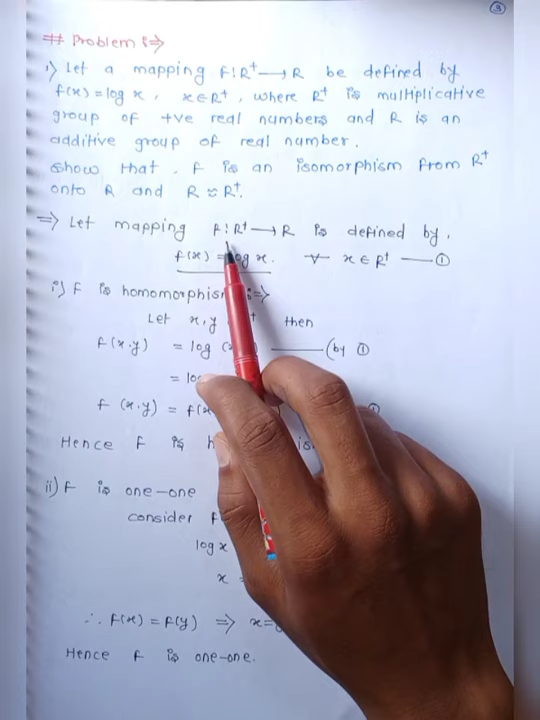 3
# Problem :⇒
1) Let a mapping f:R⁺→R be defined by
f(x)=log x, x∈R⁺, where R⁺ is multiplicative
group of +ve real numbers and R is an
additive group of real number.
Show that f is an isomorphism from R⁺
onto R and R ≈ R⁺.
⇒ Let mapping f:R⁺→R is defined by,
f(x) = log x. ∀ x∈R⁺ —①
i) f is homomorphism :⇒
Let x,y then
f(x.y) = log —(by ①
=
f (x.y) =
Hence f is
ii) f is one-one
consider f
log x
x
∴ f(x) = f(y) ⇒
Hence f is one-one.